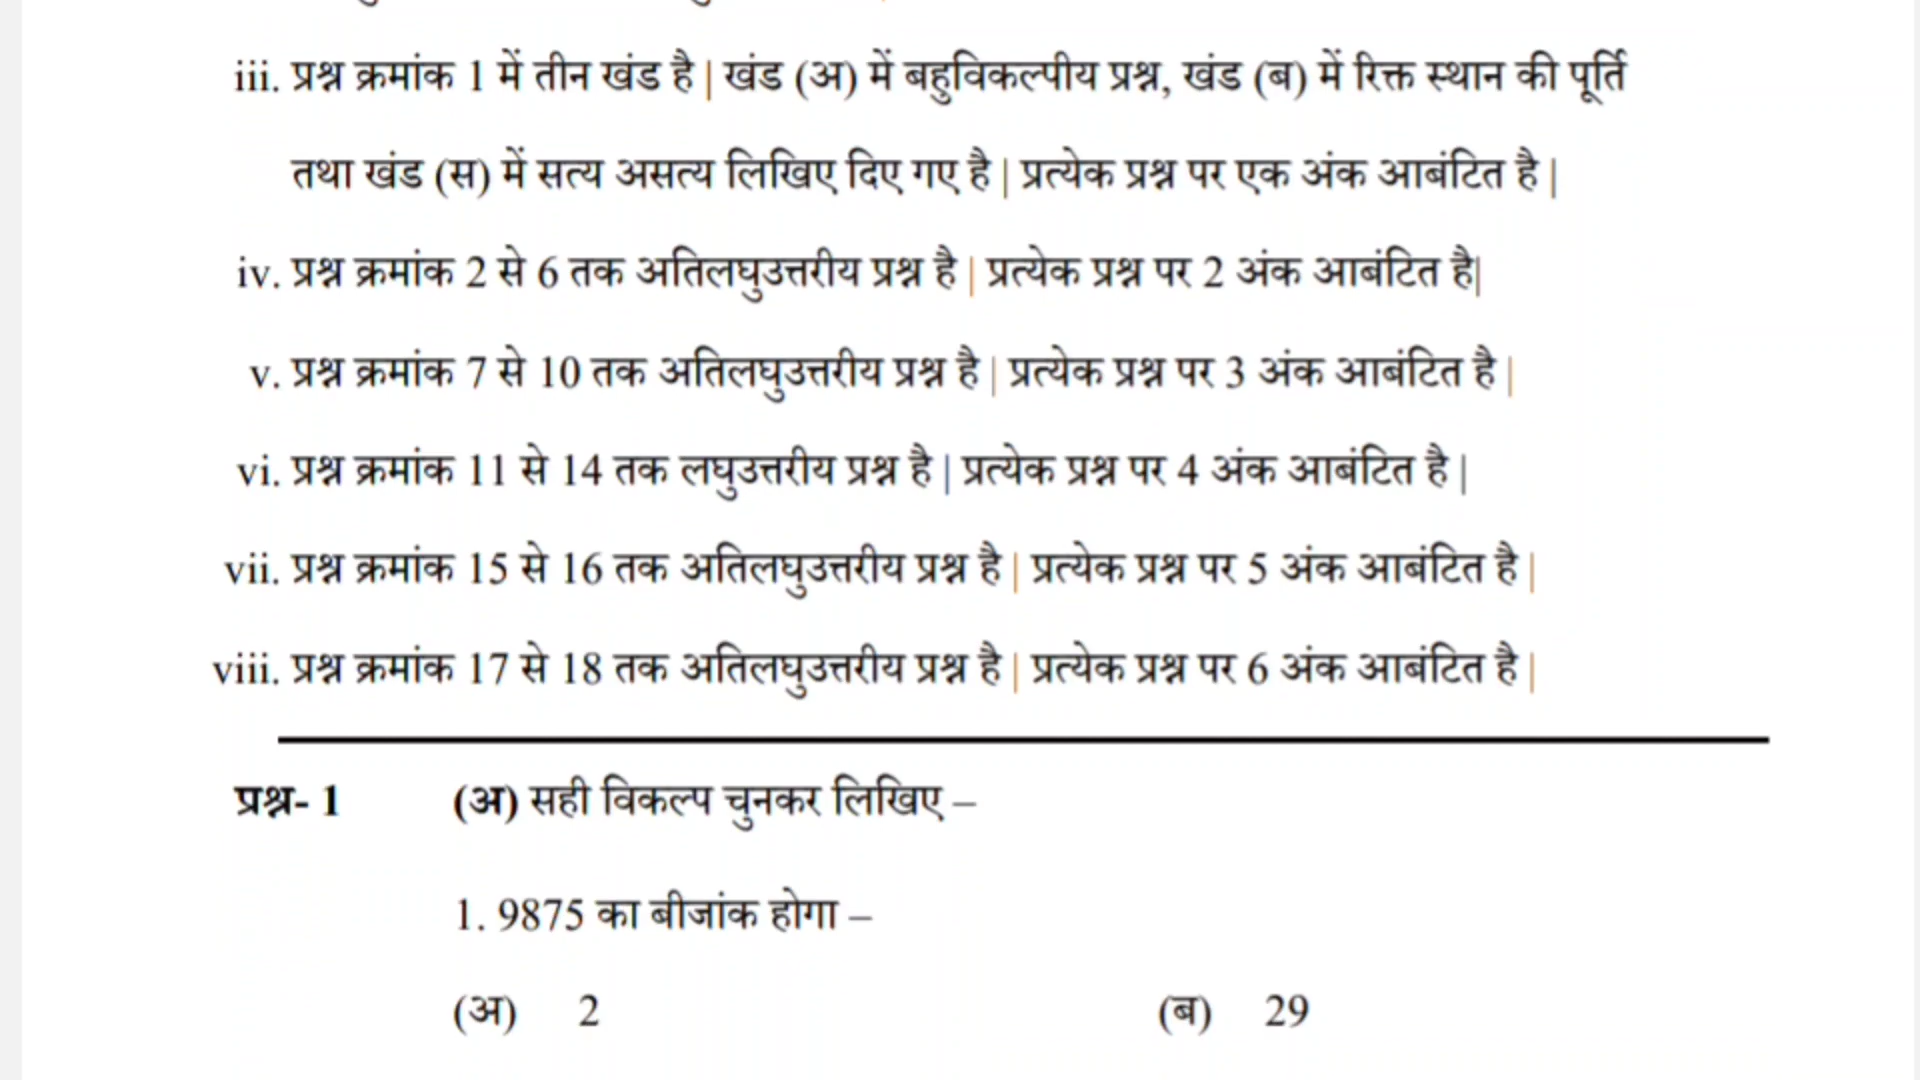 iii. प्रश्न क्रमांक 1 में तीन खंड है | खंड (अ) में बहुविकल्पीय प्रश्न, खंड (ब) में रिक्त स्थान की पूर्ति
तथा खंड (स) में सत्य असत्य लिखिए दिए गए है | प्रत्येक प्रश्न पर एक अंक आबंटित है |
iv. प्रश्न क्रमांक 2 से 6 तक अतिलघुउत्तरीय प्रश्न है | प्रत्येक प्रश्न पर 2 अंक आबंटित है|
v. प्रश्न क्रमांक 7 से 10 तक अतिलघुउत्तरीय प्रश्न है | प्रत्येक प्रश्न पर 3 अंक आबंटित है |
vi. प्रश्न क्रमांक 11 से 14 तक लघुउत्तरीय प्रश्न है | प्रत्येक प्रश्न पर 4 अंक आबंटित है |
vii. प्रश्न क्रमांक 15 से 16 तक अतिलघुउत्तरीय प्रश्न है | प्रत्येक प्रश्न पर 5 अंक आबंटित है |
viii. प्रश्न क्रमांक 17 से 18 तक अतिलघुउत्तरीय प्रश्न है | प्रत्येक प्रश्न पर 6 अंक आबंटित है |
प्रश्न- 1 (अ) सही विकल्प चुनकर लिखिए –
1. 9875 का बीजांक होगा –
(अ) 2 (ब) 29